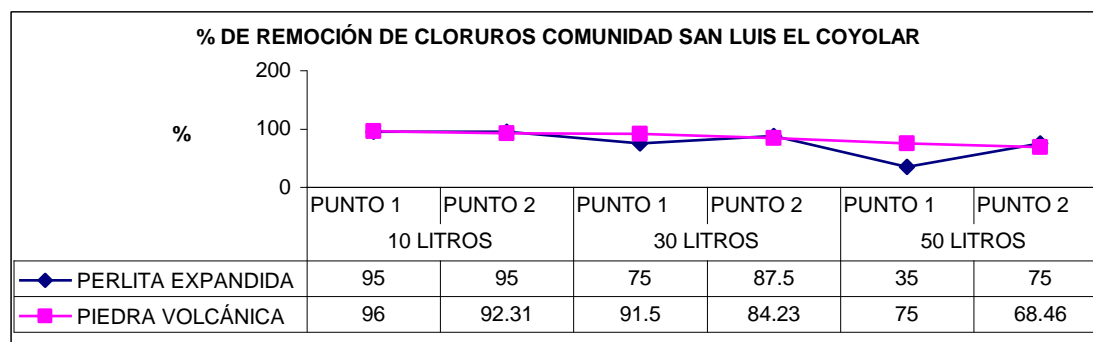 % DE REMOCIÓN DE CLORUROS COMUNIDAD SAN LUIS EL COYOLAR
200
100
0
%
PUNTO 1 PUNTO 2 PUNTO 1 PUNTO 2 PUNTO 1 PUNTO 2
10 LITROS 30 LITROS 50 LITROS
PERLITA EXPANDIDA 95 95 75 87.5 35 75
PIEDRA VOLCÁNICA 96 92.31 91.5 84.23 75 68.46